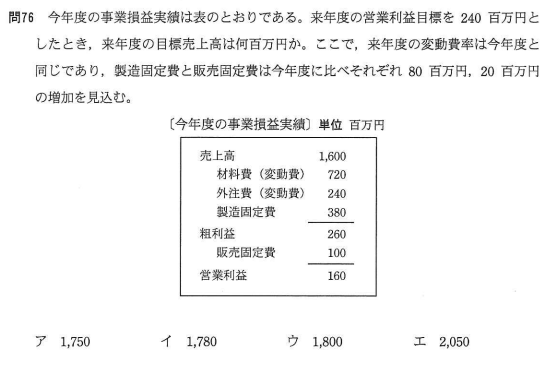 問76 今年度の事業損益実績は表のとおりである。来年度の営業利益目標を 240 百万円と
したとき，来年度の目標売上高は何百万円か。ここで，来年度の変動費率は今年度と
同じであり，製造固定費と販売固定費は今年度に比べそれぞれ 80 百万円，20 百万円
の増加を見込む。
〔今年度の事業損益実績〕単位 百万円
売上高 1,600
材料費（変動費） 720
外注費（変動費） 240
製造固定費 380
粗利益 260
販売固定費 100
営業利益 160
ア 1,750 イ 1,780 ウ 1,800 エ 2,050